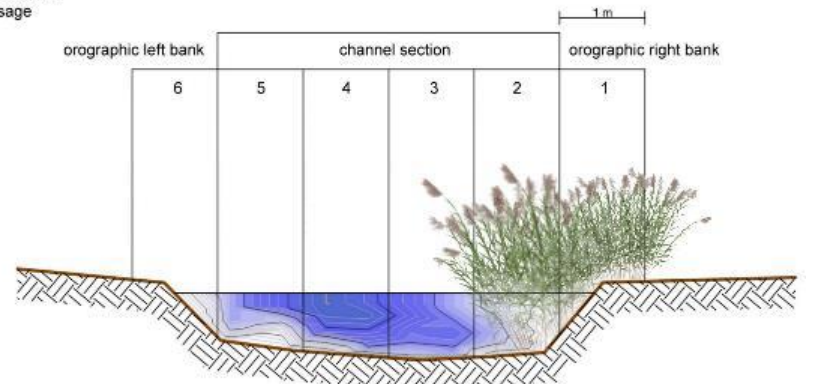 sage
1 m
orographic left bank channel section orographic right bank
6 5 4 3 2 1